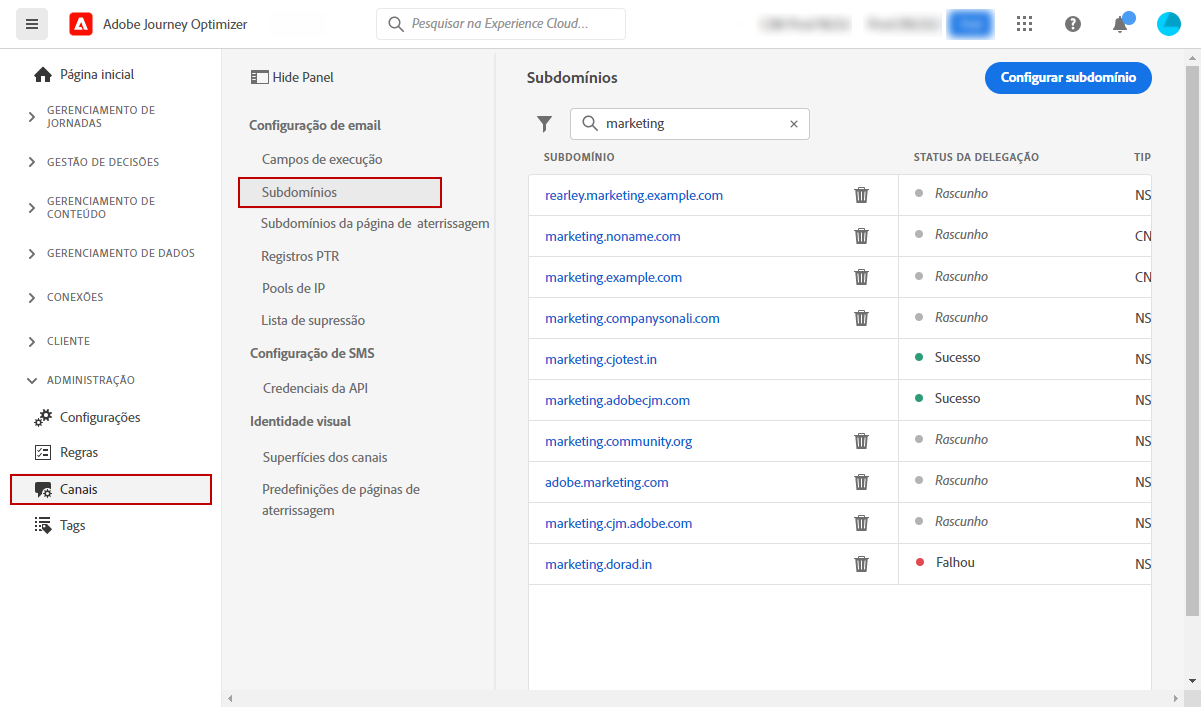 Adobe Journey Optimizer
Pesquisar na Experience Cloud...
Página inicial
GERENCIAMENTO DE
JORNADAS
GESTÃO DE DECISÕES
GERENCIAMENTO DE
CONTEÚDO
GERENCIAMENTO DE DADOS
CONEXÕES
CLIENTE
ADMINISTRAÇÃO
Configurações
Regras
Canais
Tags
Hide Panel
Configuração de email
Campos de execução
Subdomínios
Subdomínios da página de aterrissagem
Registros PTR
Pools de IP
Lista de supressão
Configuração de SMS
Credenciais da API
Identidade visual
Superfícies dos canais
Predefinições de páginas de
aterrissagem
Subdomínios
Configurar subdomínio
marketing
SUBDOMÍNIO STATUS DA DELEGAÇÃO TIP
rearley.marketing.example.com Rascunho NS
marketing.noname.com Rascunho CN
marketing.example.com Rascunho CN
marketing.companysonali.com Rascunho NS
marketing.cjotest.in Sucesso NS
marketing.adobecjm.com Sucesso NS
marketing.community.org Rascunho NS
adobe.marketing.com Rascunho NS
marketing.cjm.adobe.com Rascunho NS
marketing.dorad.in Falhou NS